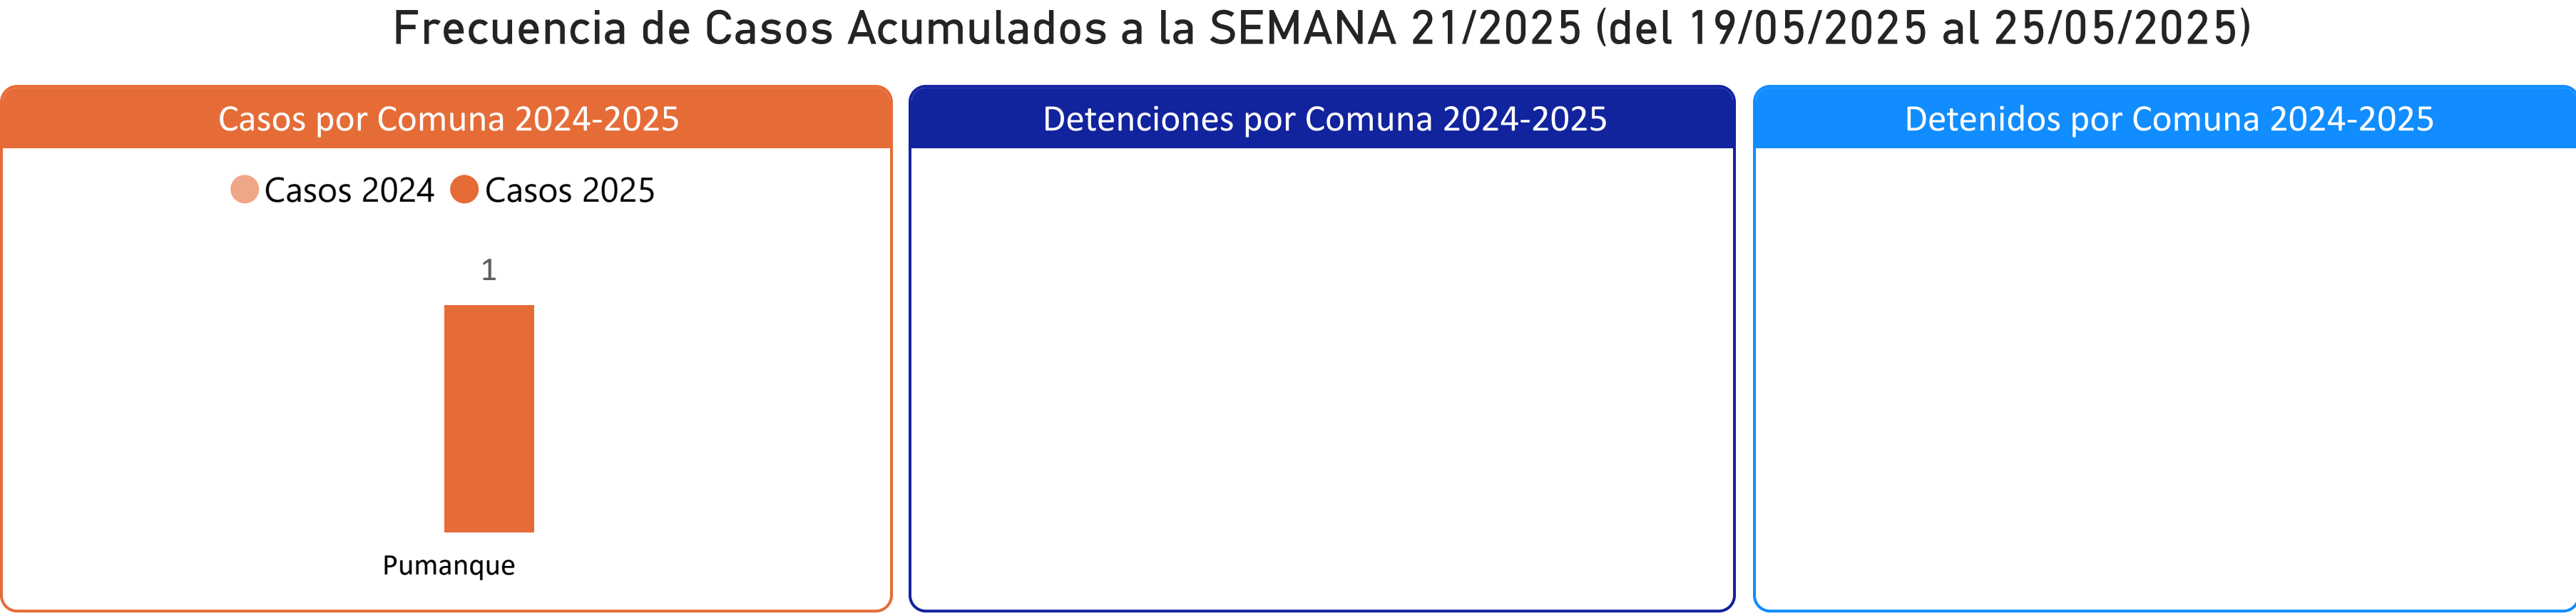 Frecuencia de Casos Acumulados a la SEMANA 21/2025 (del 19/05/2025 al 25/05/2025)
Casos por Comuna 2024-2025
Casos 2024 Casos 2025
1
Pumanque
Detenciones por Comuna 2024-2025
Detenidos por Comuna 2024-2025